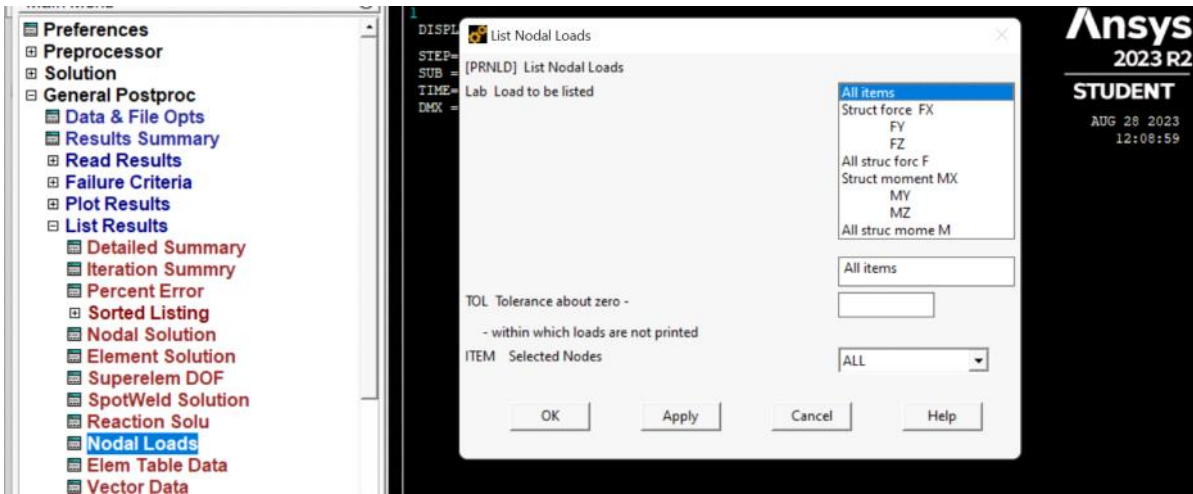 Preferences
Preprocessor
Solution
General Postproc
Data & File Opts
Results Summary
Read Results
Failure Criteria
Plot Results
List Results
Detailed Summary
Iteration Summry
Percent Error
Sorted Listing
Nodal Solution
Element Solution
Superelem DOF
SpotWeld Solution
Reaction Solu
Nodal Loads
Elem Table Data
Vector Data
1
DISPL
STEP=
SUB =
TIME=
DMX =
List Nodal Loads
[PRNLD] List Nodal Loads
Lab Load to be listed
All items
Struct force FX
FY
FZ
All struc forc F
Struct moment MX
MY
MZ
All struc mome M
All items
TOL Tolerance about zero -
- within which loads are not printed
ITEM Selected Nodes
ALL
OK
Apply
Cancel
Help
Ansys
2023 R2
STUDENT
AUG 28 2023
12:08:59